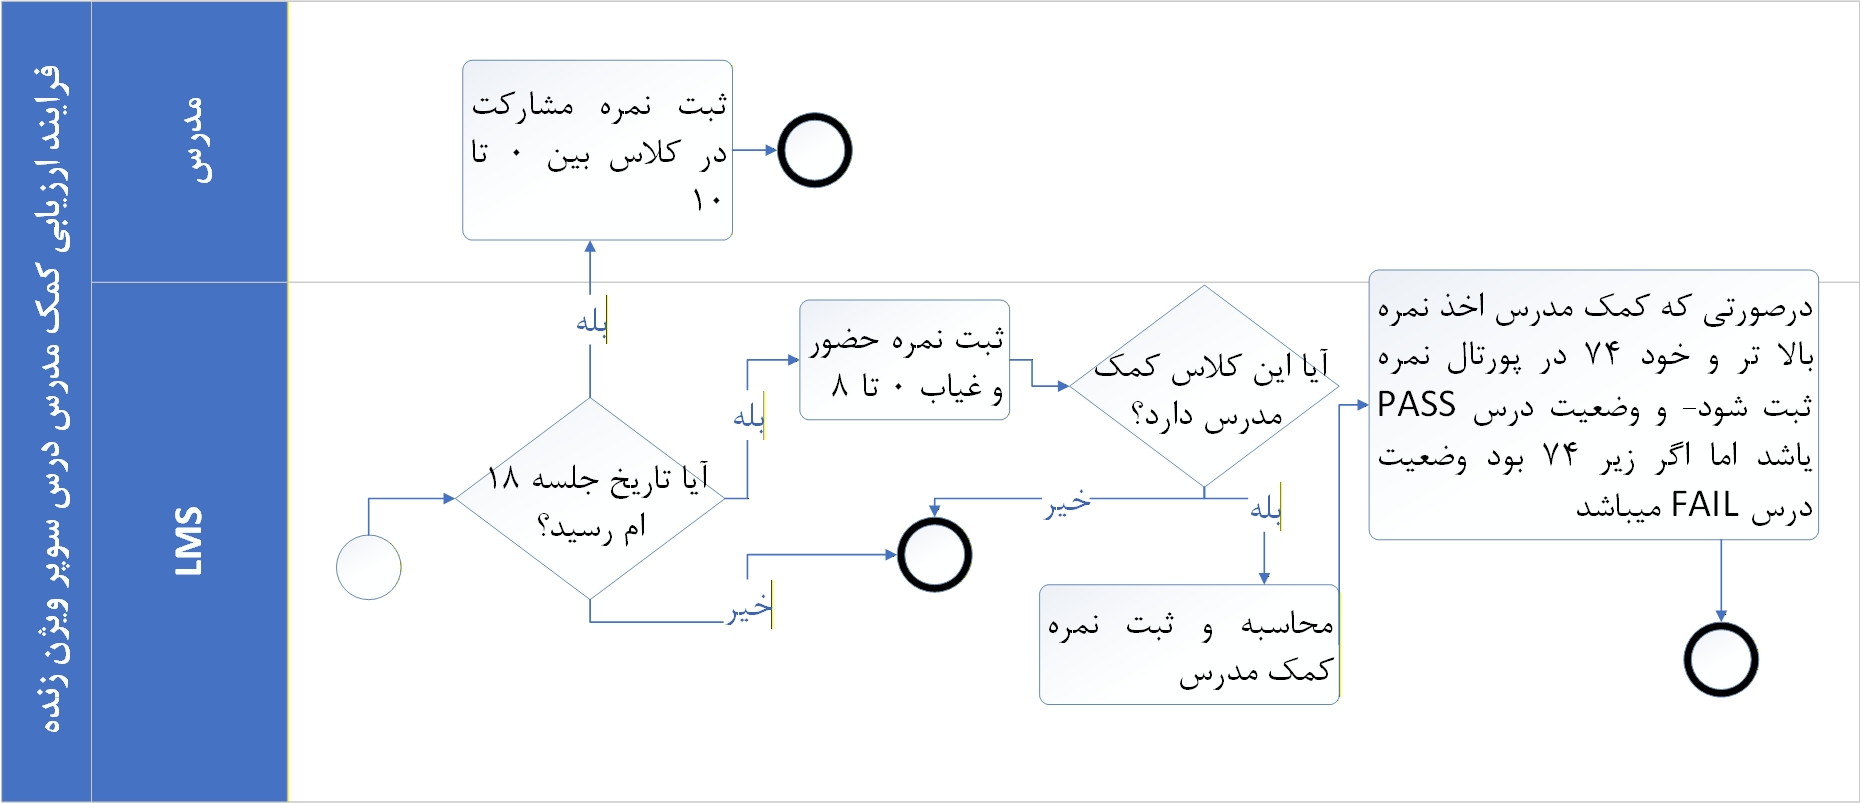 فرایند ارزیابی کمک مدرس درس سوپر ویژن زنده
مدرس
ثبت نمره مشارکت
در کلاس بین ۰ تا
۱۰
بله
LMS
آیا تاریخ جلسه ۱۸
ام رسید؟
بله
خیر
ثبت نمره حضور
و غیاب ۰ تا ۸
آیا این کلاس کمک
مدرس دارد؟
خیر
بله
محاسبه و ثبت نمره
کمک مدرس
درصورتی که کمک مدرس اخذ نمره
بالا تر و خود ۷۴ در پورتال نمره
ثبت شود- و وضعیت درس PASS
یاشد اما اگر زیر ۷۴ بود وضعیت
درس FAIL میباشد